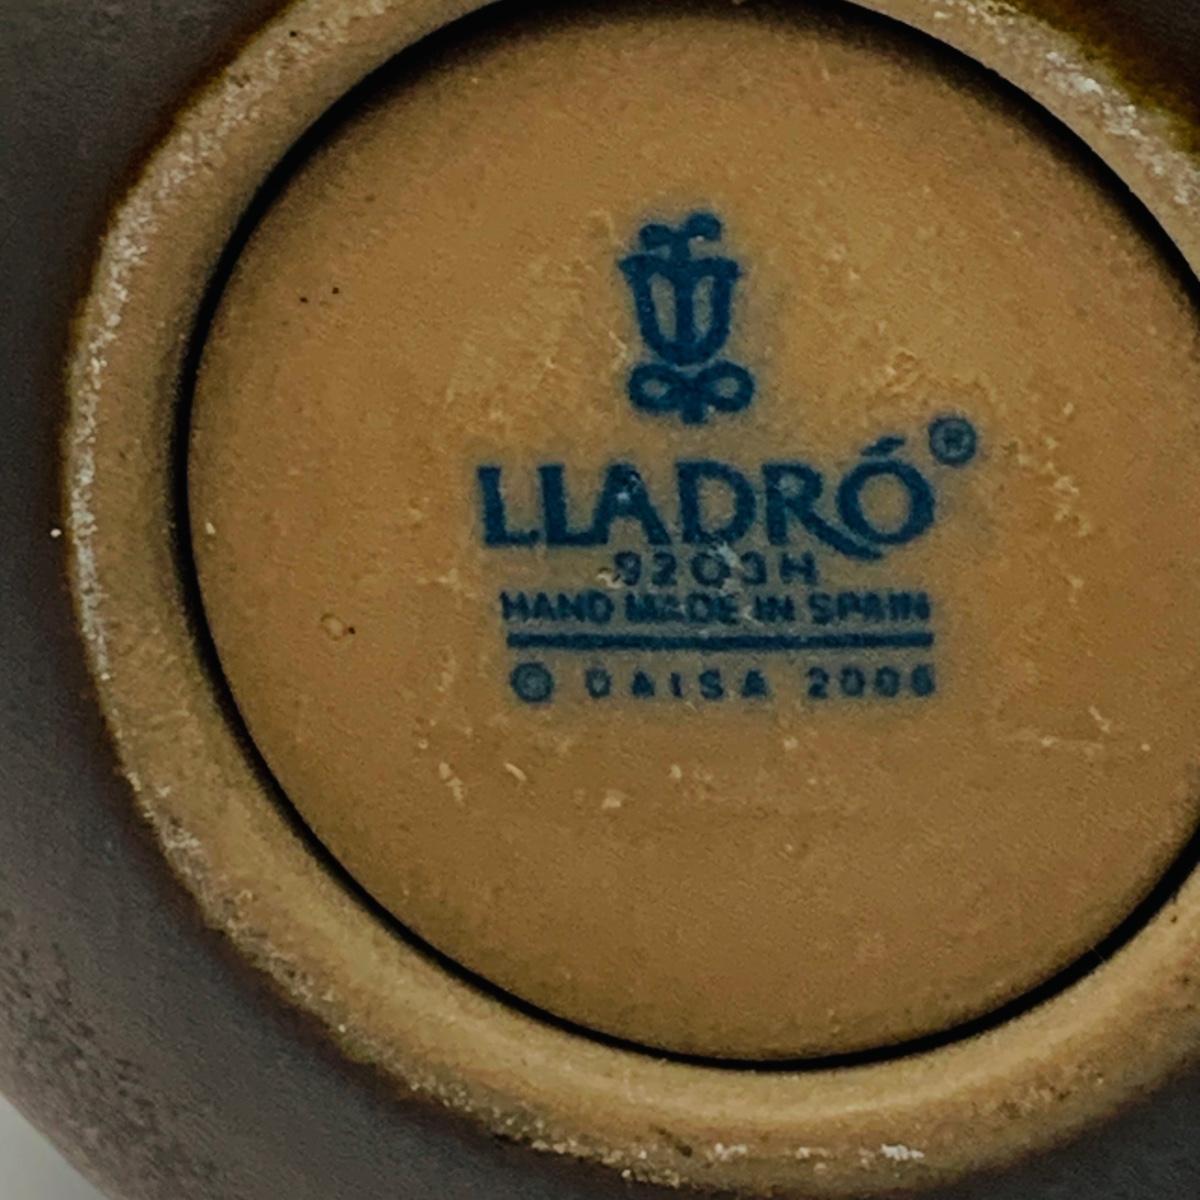 LLADRÓ®
9203H
HAND MADE IN SPAIN
© DAISA 2006